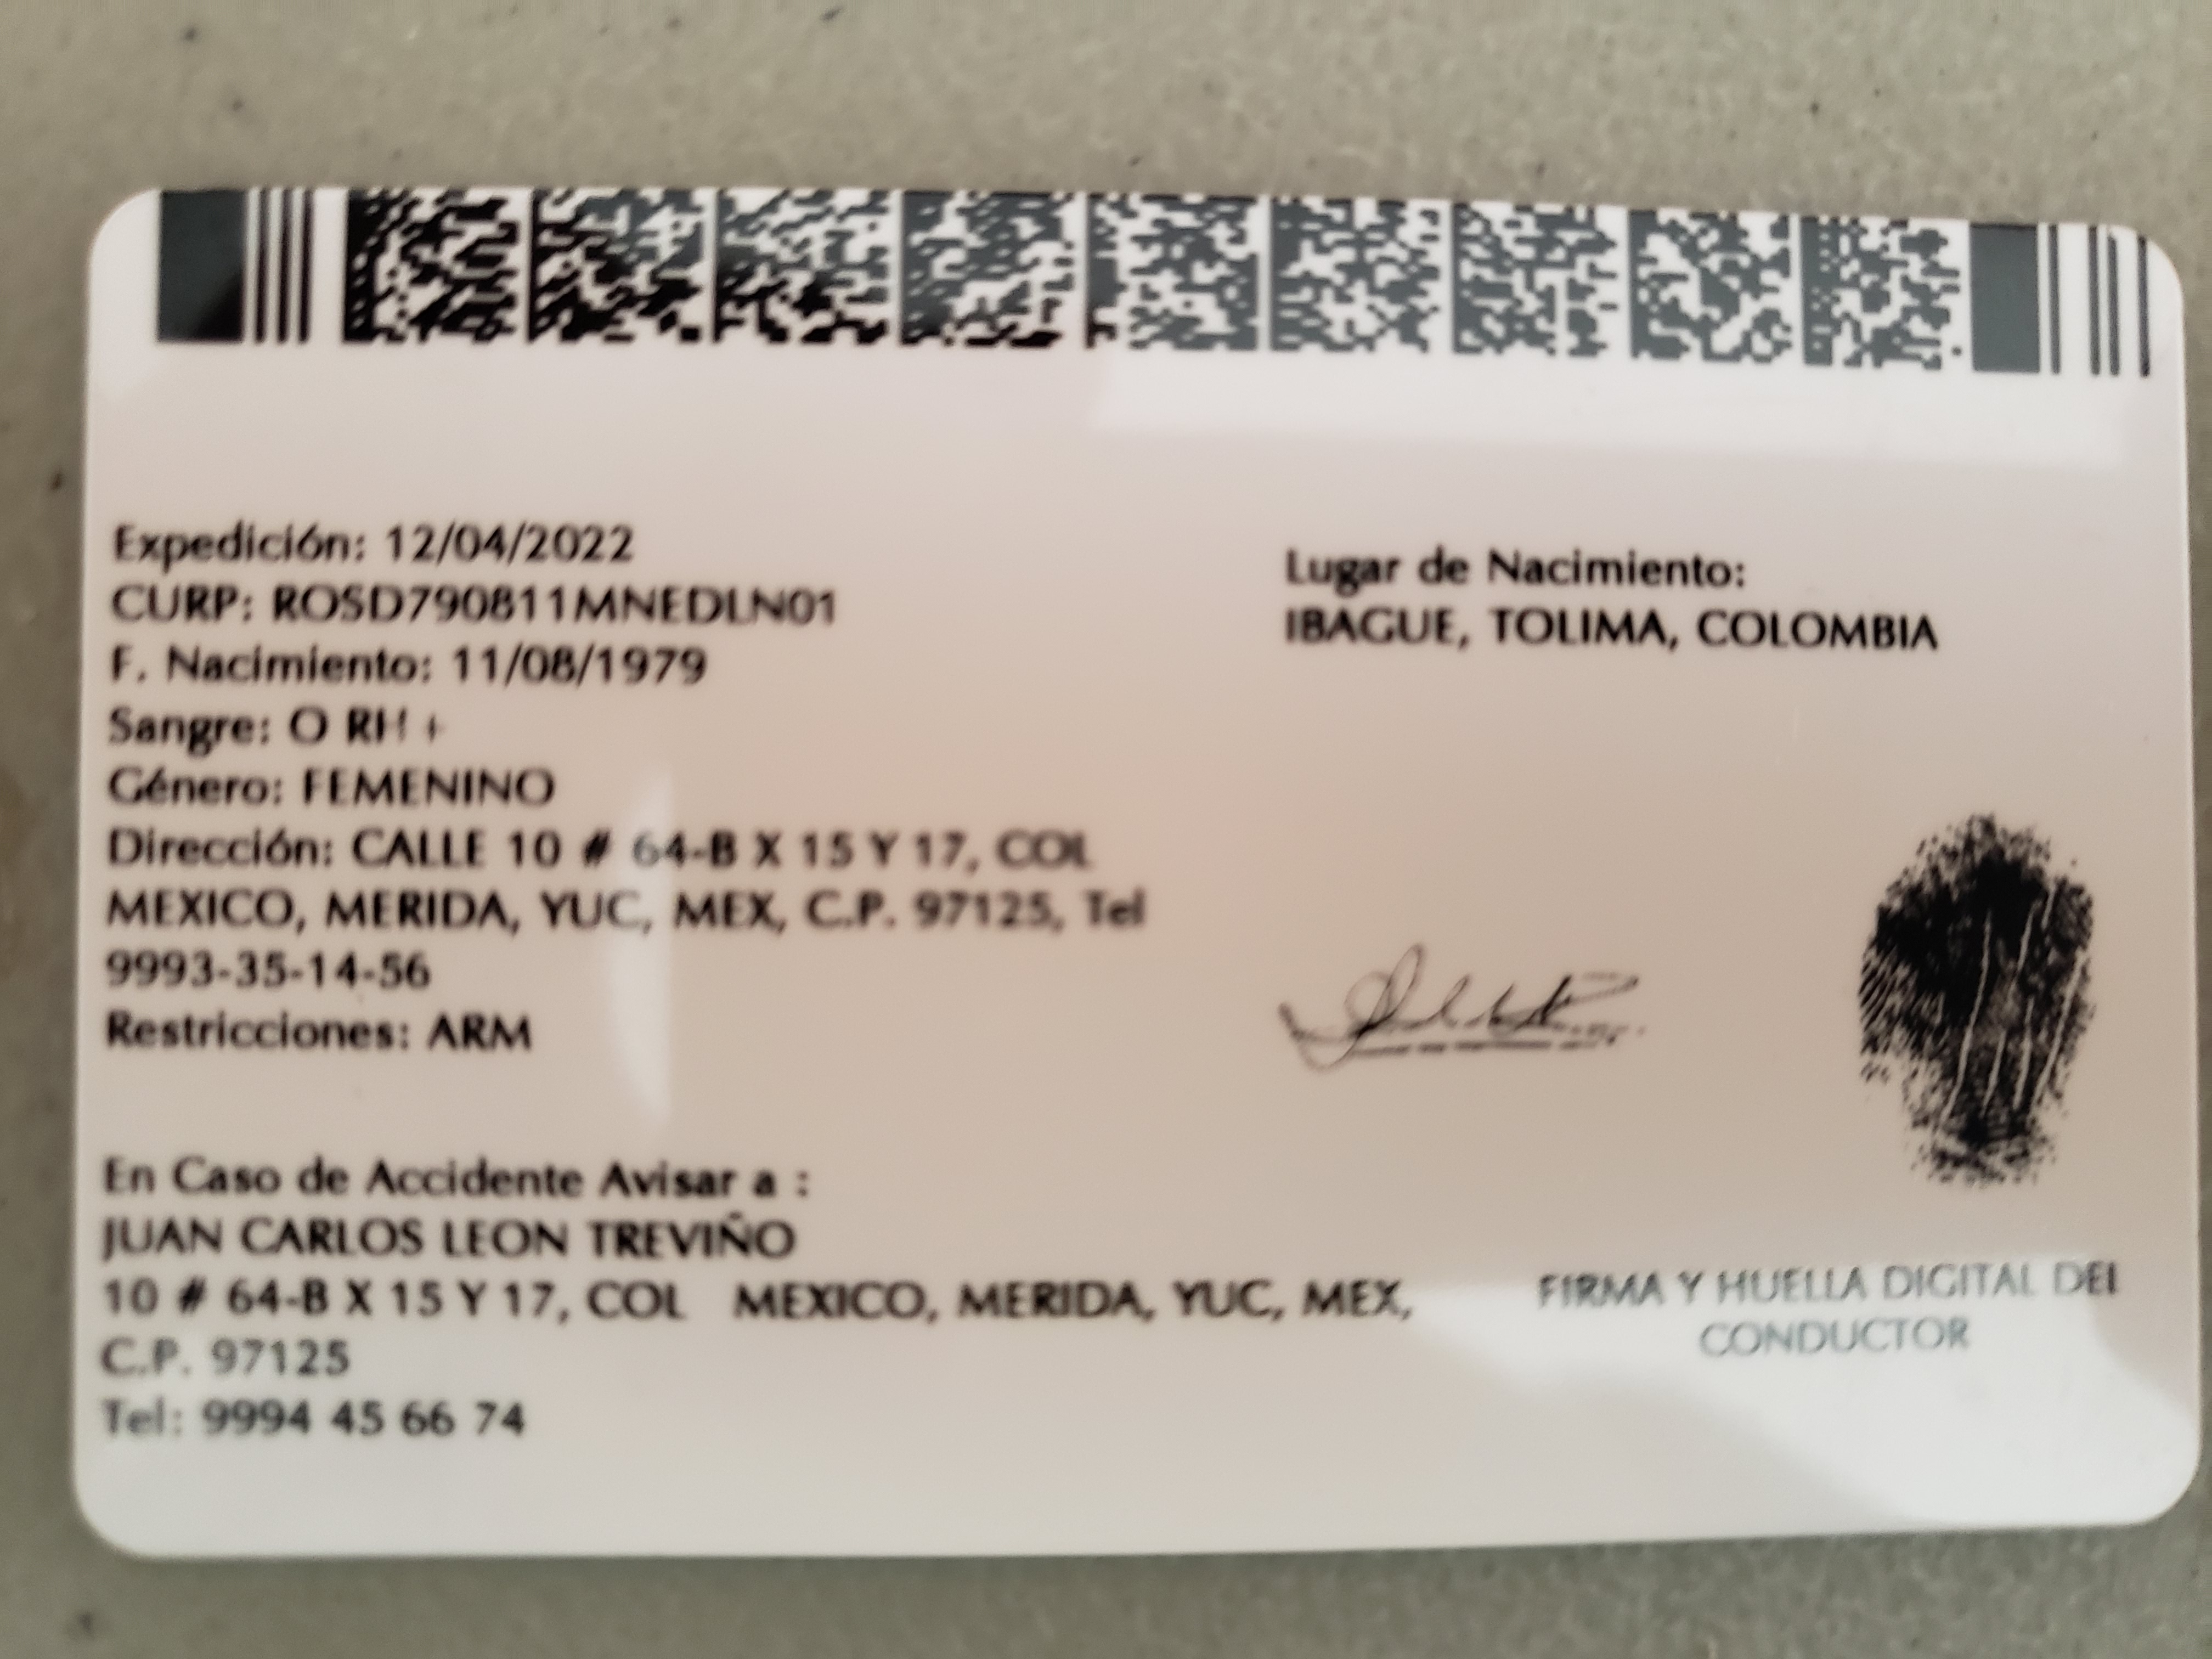 Expedición: 12/04/2022
CURP: ROSD790811MNEDLN01
F. Nacimiento: 11/08/1979
Sangre: O RH +
Género: FEMENINO
Dirección: CALLE 10 # 64-B X 15 Y 17, COL
MEXICO, MERIDA, YUC, MEX, C.P. 97125, Tel
9993-35-14-56
Restricciones: ARM
Lugar de Nacimiento:
IBAGUE, TOLIMA, COLOMBIA
En Caso de Accidente Avisar a :
JUAN CARLOS LEON TREVIÑO
10 # 64-B X 15 Y 17, COL MEXICO, MERIDA, YUC, MEX,
C.P. 97125
Tel: 9994 45 66 74
FIRMA Y HUELLA DIGITAL DEL
CONDUCTOR